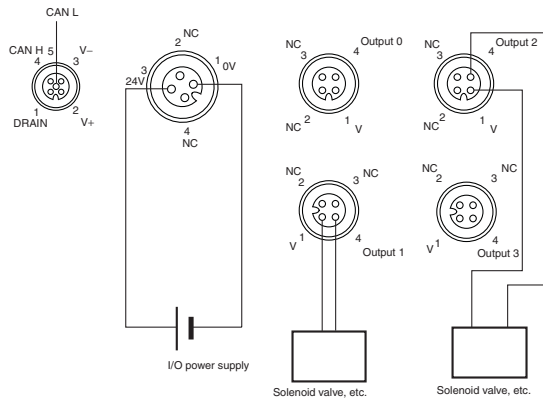 CAN L
CAN H 5 V–
4 3
1 2
DRAIN V+
NC
2
3 1 0V
24V
4
NC
NC Output 0
3 4
NC 2 1 V
NC Output 2
3 4
NC 2 1 V
NC 2 3 NC
V 1 4
Output 1
NC 2 3 NC
V 1 4
Output 3
I/O power supply
Solenoid valve, etc.
Solenoid valve, etc.